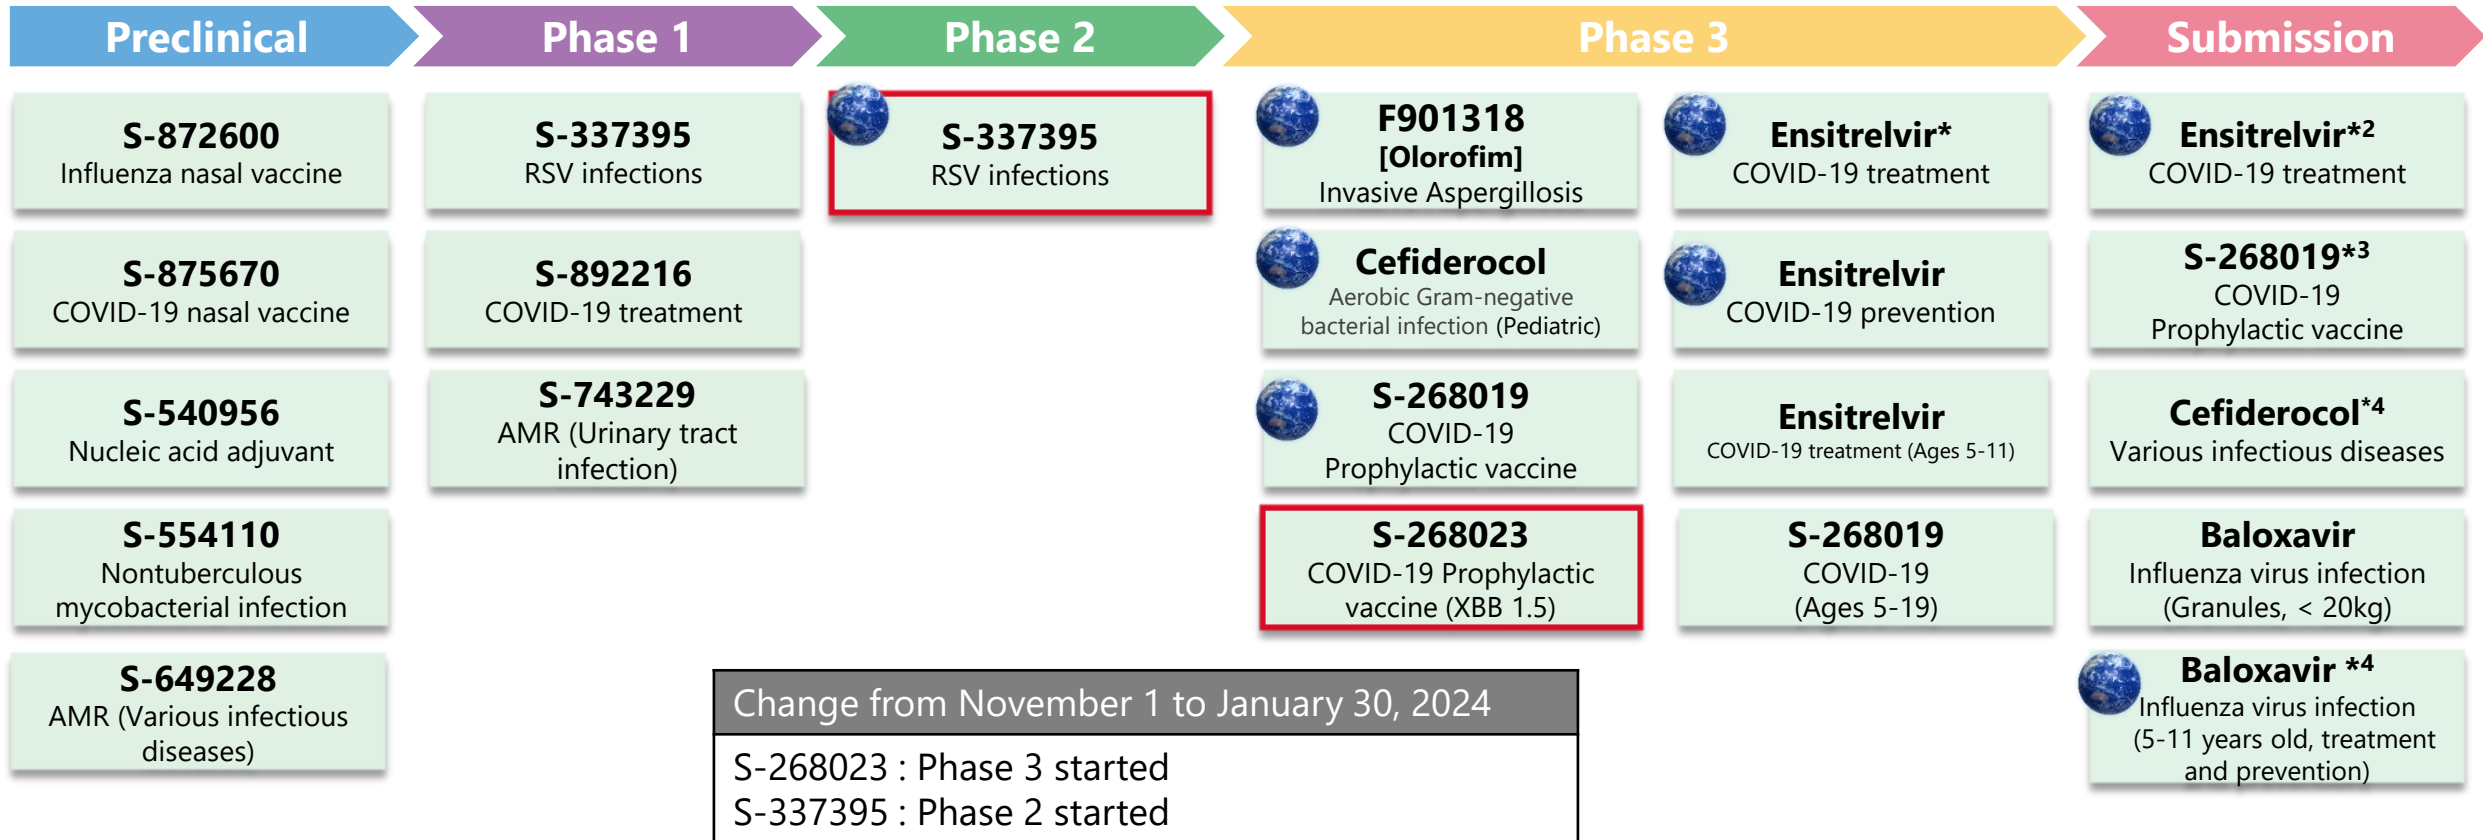 Preclinical
Phase 1
Phase 2
Phase 3
Submission
S-872600
Influenza nasal vaccine
S-875670
COVID-19 nasal vaccine
S-540956
Nucleic acid adjuvant
S-554110
Nontuberculous
mycobacterial infection
S-649228
AMR (Various infectious
diseases)
S-337395
RSV infections
S-892216
COVID-19 treatment
S-743229
AMR (Urinary tract
infection)
S-337395
RSV infections
F901318
[Olorofim]
Invasive Aspergillosis
Cefiderocol
Aerobic Gram-negative
bacterial infection (Pediatric)
S-268019
COVID-19
Prophylactic vaccine
S-268023
COVID-19 Prophylactic
vaccine (XBB 1.5)
Ensitrelvir*
COVID-19 treatment
Ensitrelvir
COVID-19 prevention
Ensitrelvir
COVID-19 treatment (Ages 5-11)
S-268019
COVID-19
(Ages 5-19)
Ensitrelvir*2
COVID-19 treatment
S-268019*3
COVID-19
Prophylactic vaccine
Cefiderocol*4
Various infectious diseases
Baloxavir
Influenza virus infection
(Granules, < 20kg)
Baloxavir *4
Influenza virus infection
(5-11 years old, treatment
and prevention)
Change from November 1 to January 30, 2024
S-268023 : Phase 3 started
S-337395 : Phase 2 started